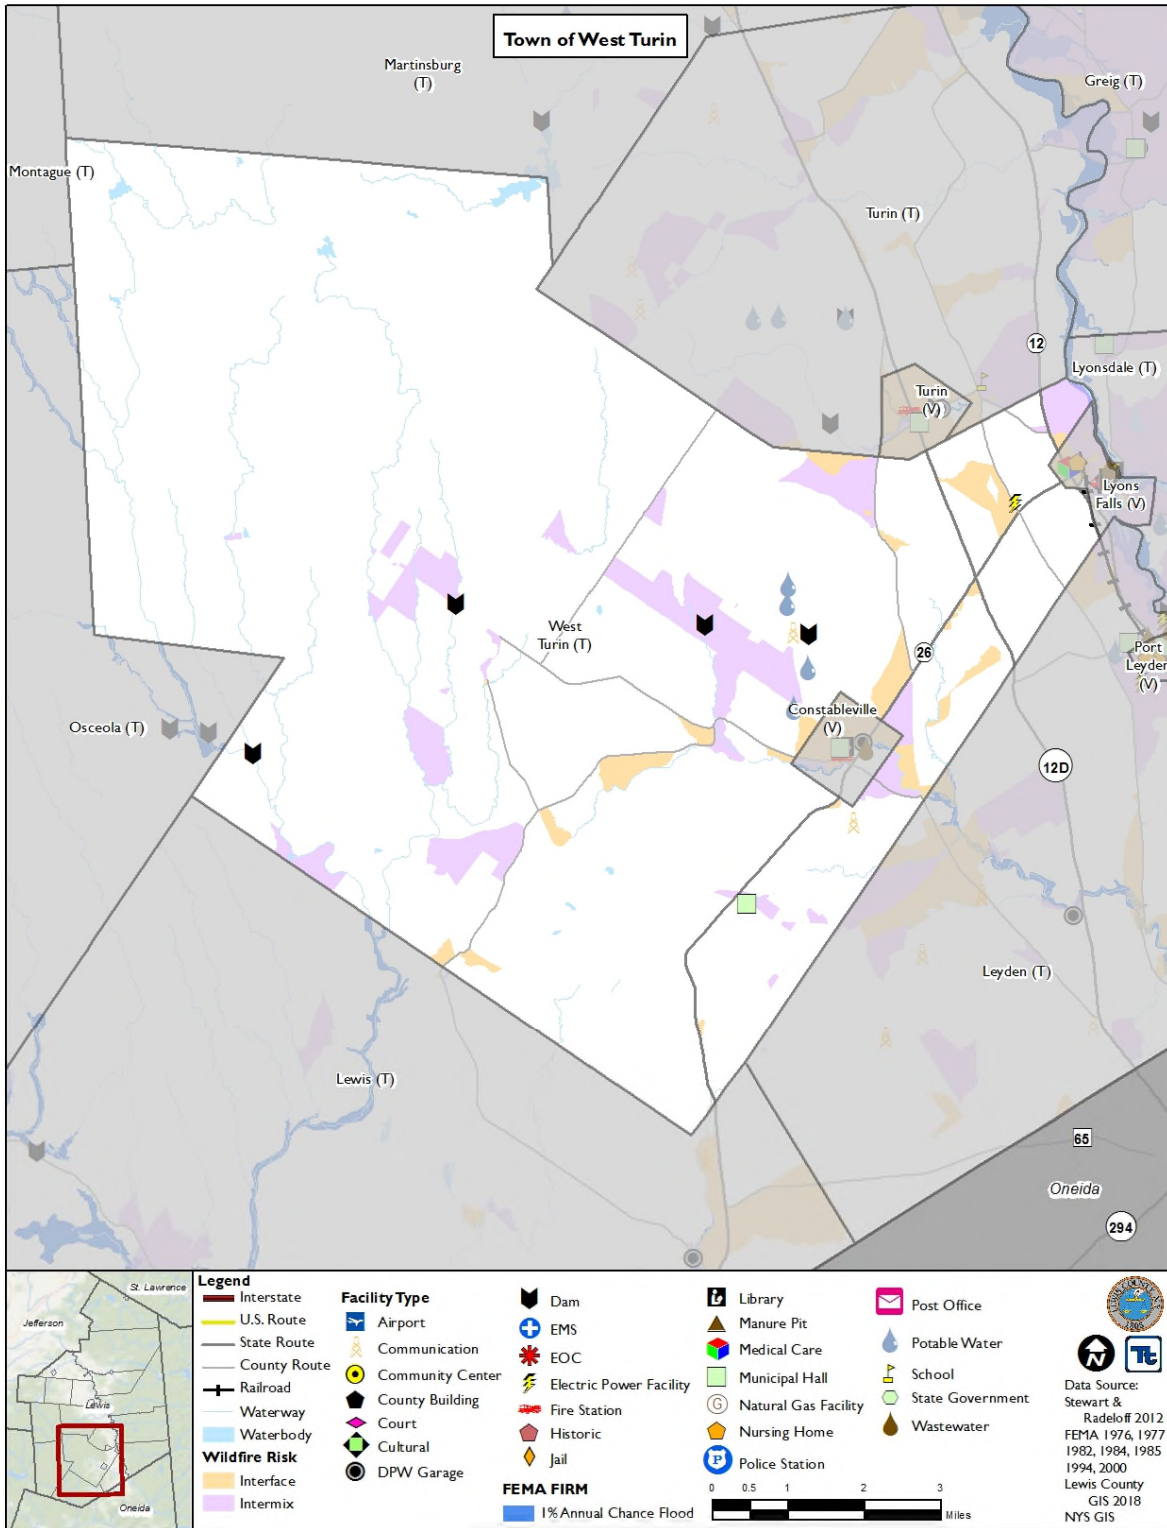 Town of West Turin
Martinsburg
(T)
Greig (T)
Montague (T)
Turin (T)
12
Lyonsdale (T)
Turin
(V)
Lyons
Falls (V)
West
Turin (T)
26
Port
Leyden
(V)
Constableville
(V)
Osceola (T)
12D
Leyden (T)
Lewis (T)
65
Oneida
294
St. Lawrence
Jefferson
Lewis
Oneida
Legend
Interstate
U.S. Route
State Route
County Route
Railroad
Waterway
Waterbody
Wildfire Risk
Interface
Intermix
Facility Type
Airport
Communication
Community Center
County Building
Court
Cultural
DPW Garage
Dam
EMS
EOC
Electric Power Facility
Fire Station
Historic
Jail
FEMA FIRM
1% Annual Chance Flood
Library
Manure Pit
Medical Care
Municipal Hall
G Natural Gas Facility
Nursing Home
P Police Station
0 0.5 1 2 3
Miles
Post Office
Potable Water
School
State Government
Wastewater
N
Tt
Data Source:
Stewart &
Radeloff 2012
FEMA 1976, 1977
1982, 1984, 1985
1994, 2000
Lewis County
GIS 2018
NYS GIS